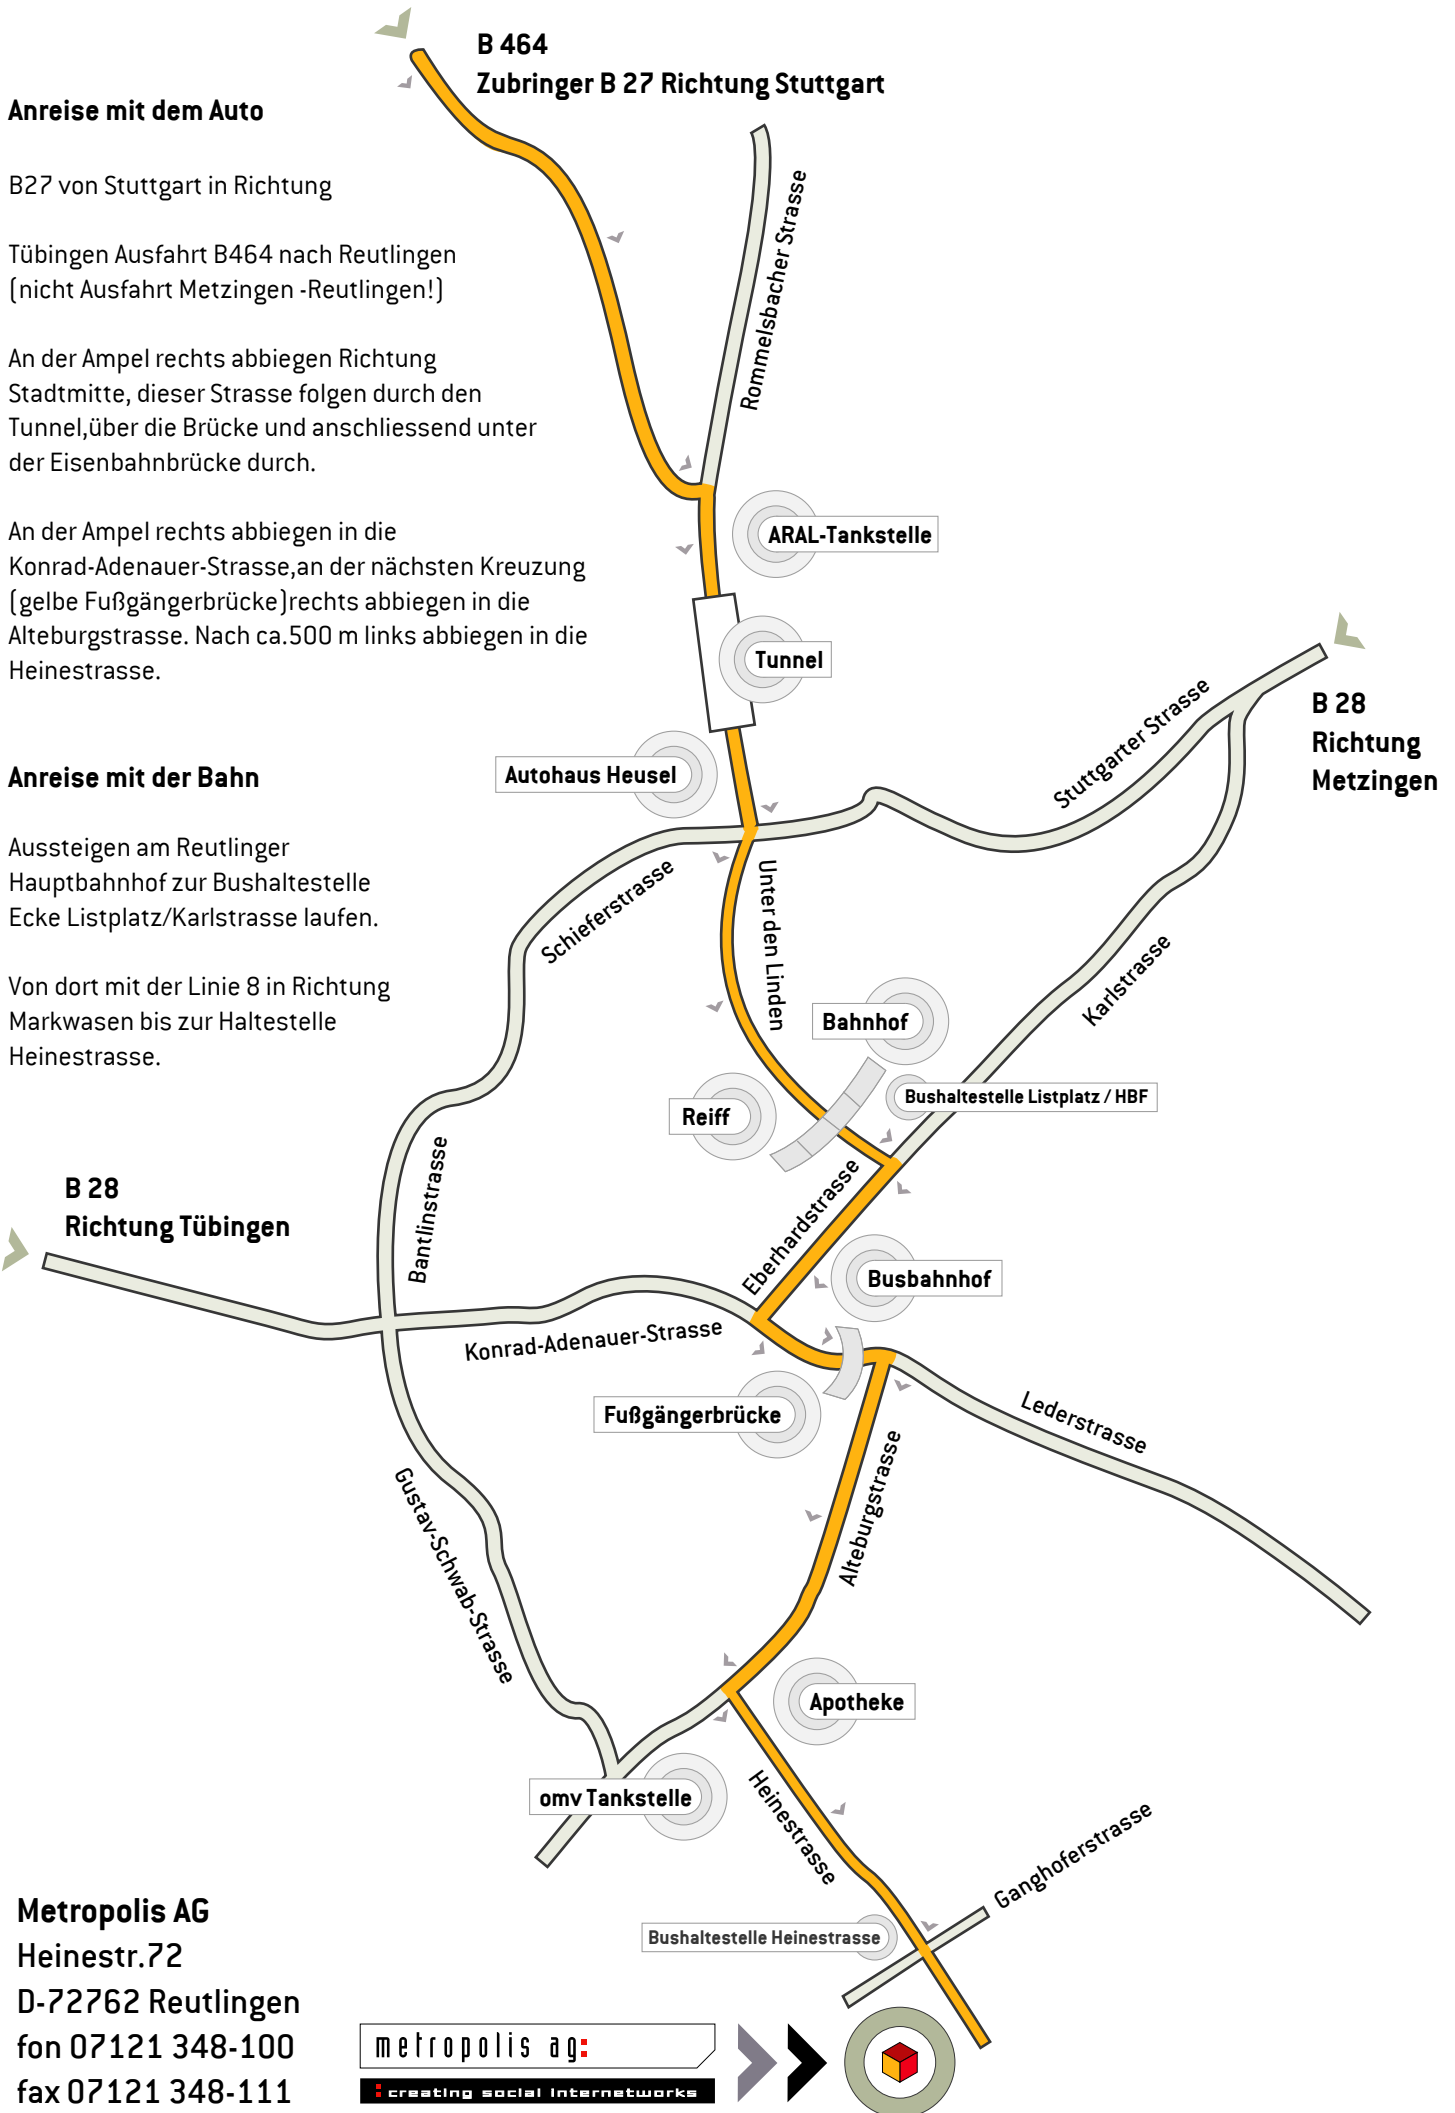 B 464
Zubringer B 27 Richtung Stuttgart
Anreise mit dem Auto
B27 von Stuttgart in Richtung
Tübingen Ausfahrt B464 nach Reutlingen
(nicht Ausfahrt Metzingen -Reutlingen!)
An der Ampel rechts abbiegen Richtung
Stadtmitte, dieser Strasse folgen durch den
Tunnel,über die Brücke und anschliessend unter
der Eisenbahnbrücke durch.
An der Ampel rechts abbiegen in die
Konrad-Adenauer-Strasse,an der nächsten Kreuzung
(gelbe Fußgängerbrücke)rechts abbiegen in die
Alteburgstrasse. Nach ca.500 m links abbiegen in die
Heinestrasse.
Anreise mit der Bahn
Aussteigen am Reutlinger
Hauptbahnhof zur Bushaltestelle
Ecke Listplatz/Karlstrasse laufen.
Von dort mit der Linie 8 in Richtung
Markwasen bis zur Haltestelle
Heinestrasse.
Rommelsbacher Strasse
ARAL-Tankstelle
Tunnel
Stuttgarter Strasse
B 28
Richtung
Metzingen
Autohaus Heusel
Schieferstrasse
Unter den Linden
Karlstrasse
Bahnhof
Bushaltestelle Listplatz / HBF
Reiff
Bantlinstrasse
B 28
Richtung Tübingen
Eberhardstrasse
Busbahnhof
Konrad-Adenauer-Strasse
Fußgängerbrücke
Lederstrasse
Alteburgstrasse
Gustav-Schwab-Strasse
Apotheke
omv Tankstelle
Heinestrasse
Ganghoferstrasse
Bushaltestelle Heinestrasse
Metropolis AG
Heinestr.72
D-72762 Reutlingen
fon 07121 348-100
fax 07121 348-111
metropolis ag:
: creating social internetworks